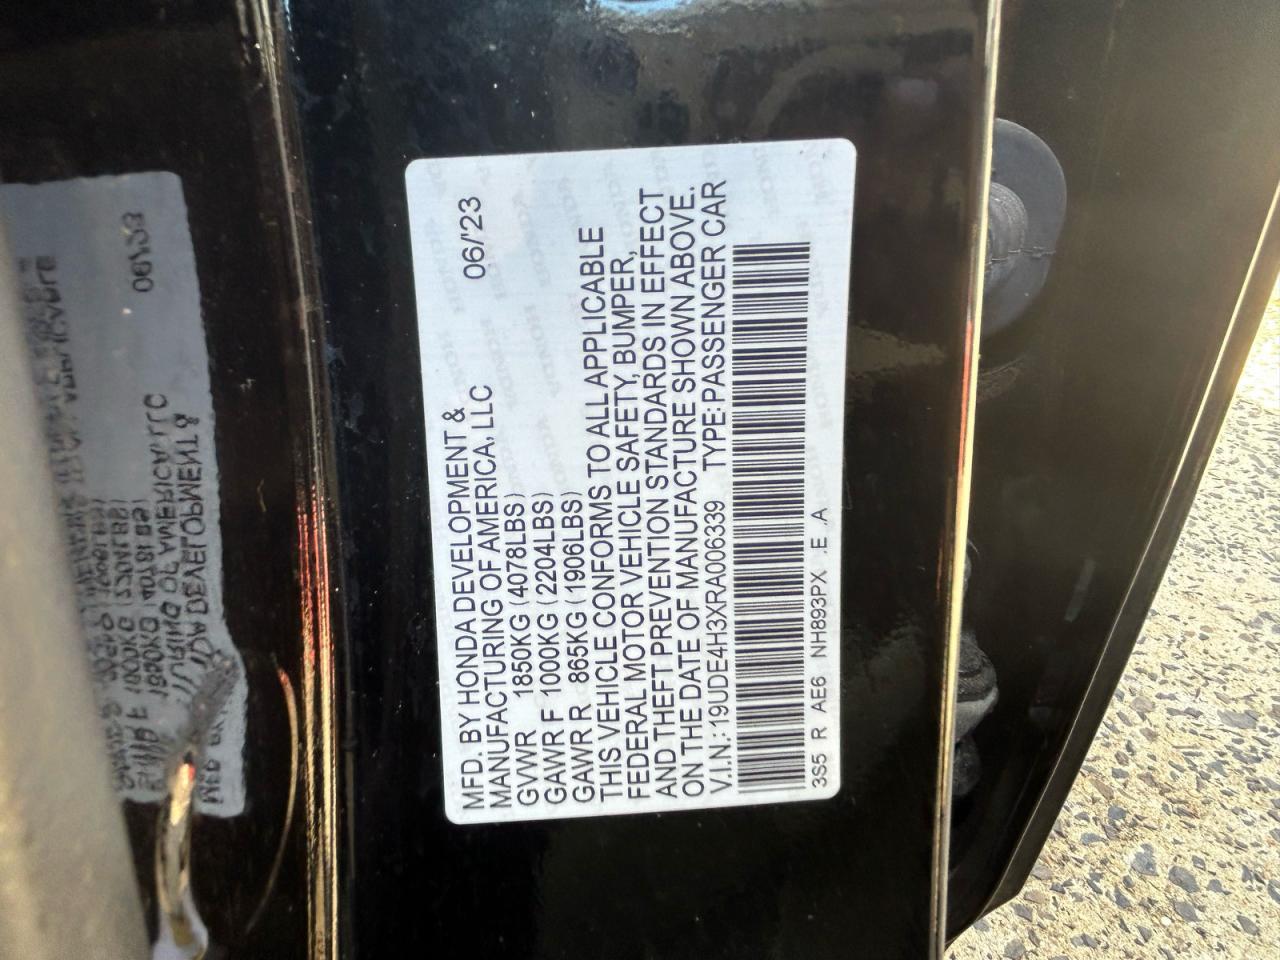 MFD. BY HONDA DEVELOPMENT &
MANUFACTURING OF AMERICA, LLC 06/'23
GVWR 1850KG (4078LBS)
GAWR F 1000KG (2204LBS)
GAWR R 865KG (1906LBS)
THIS VEHICLE CONFORMS TO ALL APPLICABLE
FEDERAL MOTOR VEHICLE SAFETY, BUMPER,
AND THEFT PREVENTION STANDARDS IN EFFECT
ON THE DATE OF MANUFACTURE SHOWN ABOVE.
V.I.N.:19UDE4H3XRA006339 TYPE:PASSENGER CAR
3S5 R AE6 NH893PX .E .A